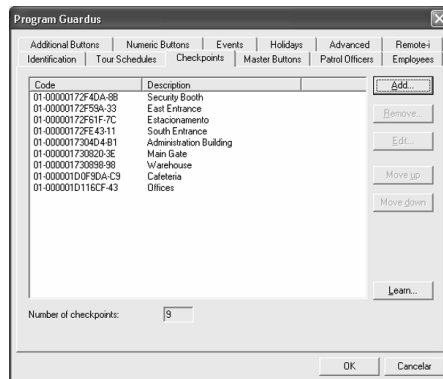 Program Guardus
Additional Buttons Numeric Buttons Events Holidays Advanced Remote-i
Identification Tour Schedules Checkpoints Master Buttons Patrol Officers Employees
Code Description
01-00000172F4DA-8B Security Booth
01-00000172F59A-33 East Entrance
01-00000172F61F-7C Estacionamento
01-00000172FE43-11 South Entrance
01-0000017304D4-B1 Administration Building
01-000001730820-3E Main Gate
01-000001730898-98 Warehouse
01-000001D0F9DA-C9 Cafeteria
01-000001D116CF-43 Offices
Add...
Remove...
Edit...
Move up
Move down
Learn...
Number of checkpoints: 9
OK Cancelar